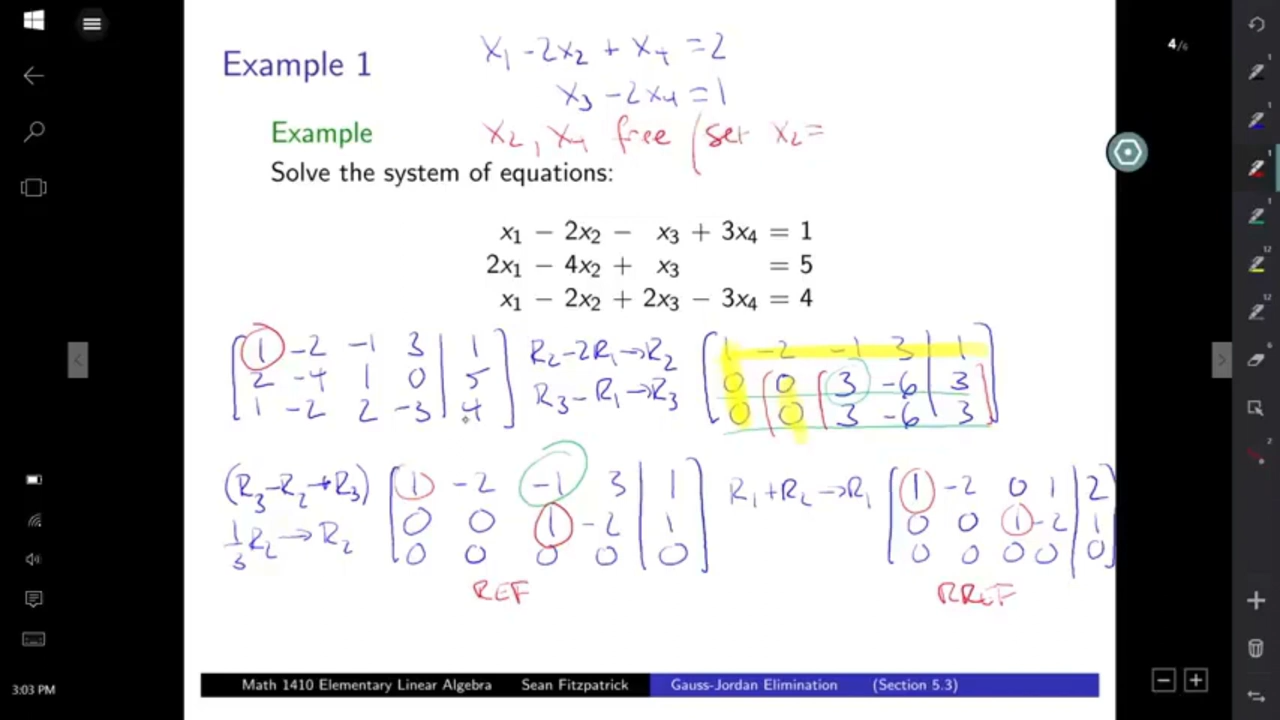 4/6
Example 1
x₁ - 2x₂ + x₄ = 2
x₃ - 2x₄ = 1
Example
x₂, x₄ free (set x₂ =
Solve the system of equations:
x₁ − 2x₂ − x₃ + 3x₄ = 1
2x₁ − 4x₂ + x₃ = 5
x₁ − 2x₂ + 2x₃ − 3x₄ = 4
1 -2 -1 3 | 1
2 -4 1 0 | 5
1 -2 2 -3 | 4
R₂-2R₁→R₂
R₃-R₁→R₃
1 -2 -1 3 | 1
0 0 3 -6 | 3
0 0 3 -6 | 3
(R₃-R₂→R₃)
1/3 R₂→R₂
1 -2 -1 3 | 1
0 0 1 -2 | 1
0 0 0 0 | 0
REF
R₁+R₂→R₁
1 -2 0 1 | 2
0 0 1 -2 | 1
0 0 0 0 | 0
RREF
3:03 PM
Math 1410 Elementary Linear Algebra Sean Fitzpatrick Gauss-Jordan Elimination (Section 5.3)